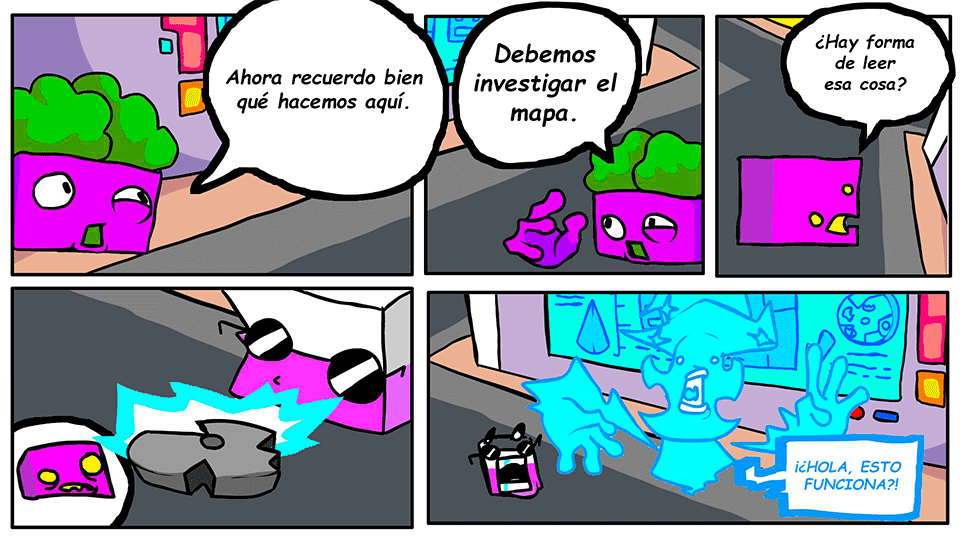 Ahora recuerdo bien
qué hacemos aquí.
Debemos
investigar el
mapa.
¿Hay forma
de leer
esa cosa?
¡¿HOLA, ESTO
FUNCIONA?!